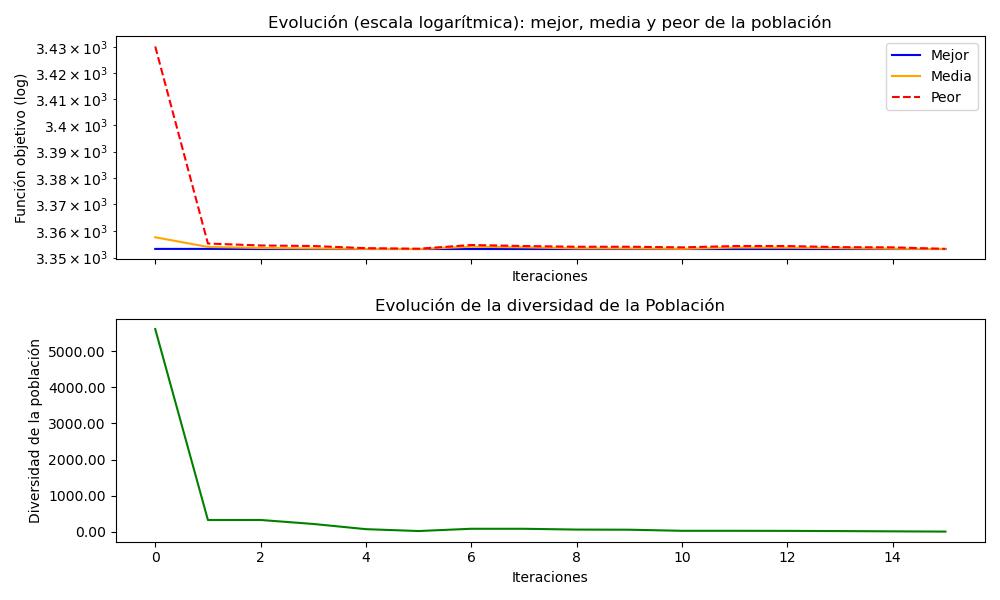 Evolución (escala logarítmica): mejor, media y peor de la población
Función objetivo (log)
3.43 × 10³
3.42 × 10³
3.41 × 10³
3.4 × 10³
3.39 × 10³
3.38 × 10³
3.37 × 10³
3.36 × 10³
3.35 × 10³
Mejor
Media
Peor
Iteraciones
Evolución de la diversidad de la Población
Diversidad de la población
5000.00
4000.00
3000.00
2000.00
1000.00
0.00
0 2 4 6 8 10 12 14
Iteraciones